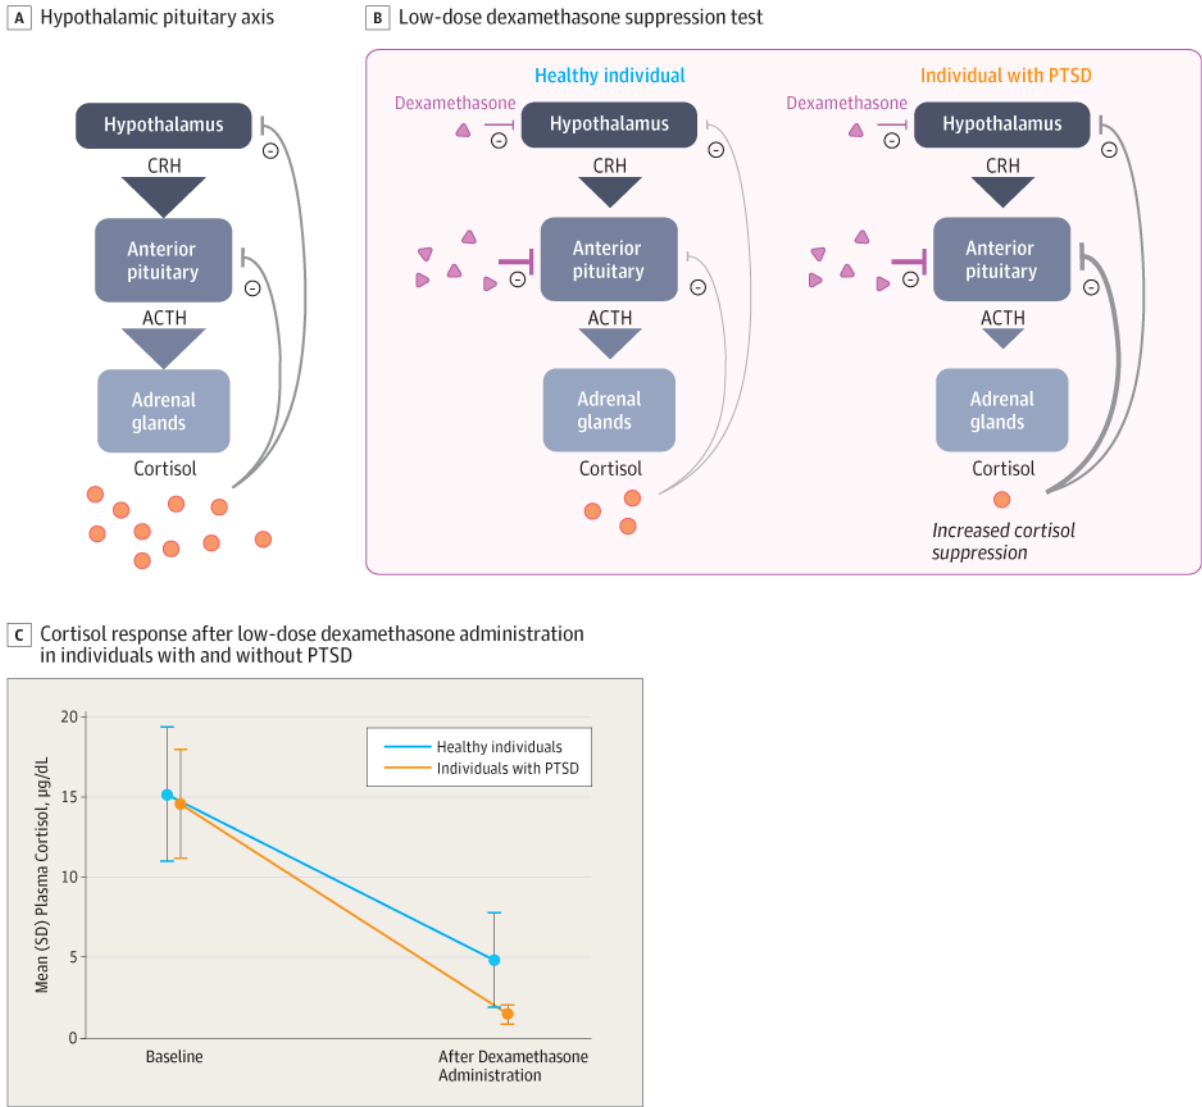 A Hypothalamic pituitary axis
Hypothalamus
CRH
Anterior
pituitary
ACTH
Adrenal
glands
Cortisol
B Low-dose dexamethasone suppression test
Healthy individual
Dexamethasone
Hypothalamus
CRH
Anterior
pituitary
ACTH
Adrenal
glands
Cortisol
Individual with PTSD
Dexamethasone
Hypothalamus
CRH
Anterior
pituitary
ACTH
Adrenal
glands
Cortisol
Increased cortisol
suppression
C Cortisol response after low-dose dexamethasone administration
in individuals with and without PTSD
Mean (SD) Plasma Cortisol, µg/dL
20
15
10
5
0
Healthy individuals
Individuals with PTSD
Baseline
After Dexamethasone
Administration